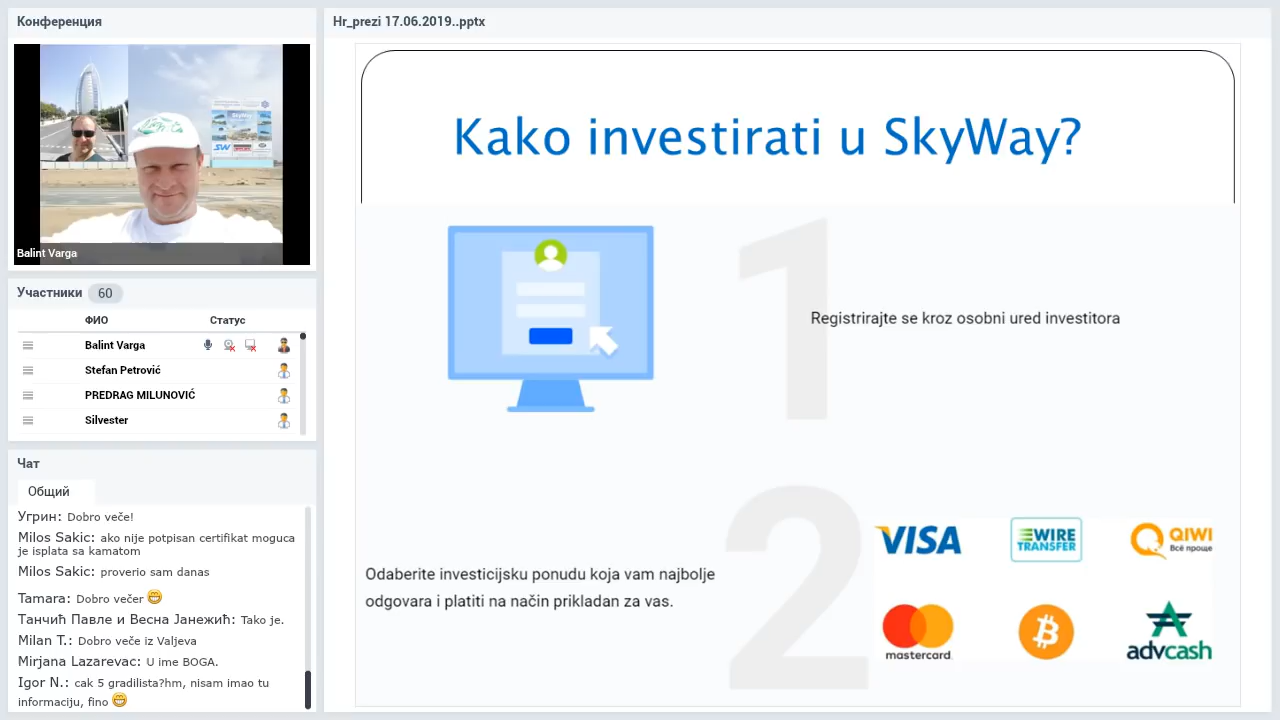 Конференция
Balint Varga
Участники 60
ФИО Статус
Balint Varga
Stefan Petrović
PREDRAG MILUNOVIĆ
Silvester
Чат
Общий
Угрин: Dobro veče!
Milos Sakic: ako nije potpisan certifikat moguca
je isplata sa kamatom
Milos Sakic: proverio sam danas
Tamara: Dobro večer
Танчић Павле и Весна Јанежић: Tako je.
Milan T.: Dobro veče iz Valjeva
Mirjana Lazarevac: U ime BOGA.
Igor N.: cak 5 gradilista?hm, nisam imao tu
informaciju, fino
Hr_prezi 17.06.2019..pptx
Kako investirati u SkyWay?
1
Registrirajte se kroz osobni ured investitora
2
Odaberite investicijsku ponudu koja vam najbolje
odgovara i platiti na način prikladan za vas.
VISA
WIRE
TRANSFER
QIWI
Всё проще
mastercard.
advcash
SkyWay
SW